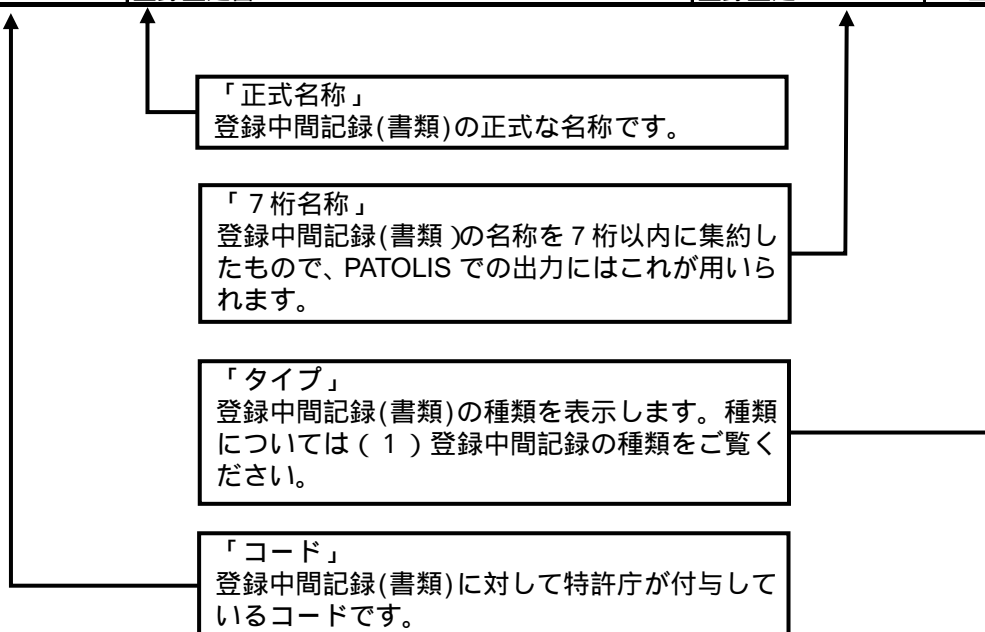 「正式名称」
登録中間記録(書類)の正式な名称です。
「７桁名称」
登録中間記録(書類)の名称を７桁以内に集約し
たもので、PATOLIS での出力にはこれが用いら
れます。
「タイプ」
登録中間記録(書類)の種類を表示します。種類
については（１）登録中間記録の種類をご覧く
ださい。
「コード」
登録中間記録(書類)に対して特許庁が付与して
いるコードです。